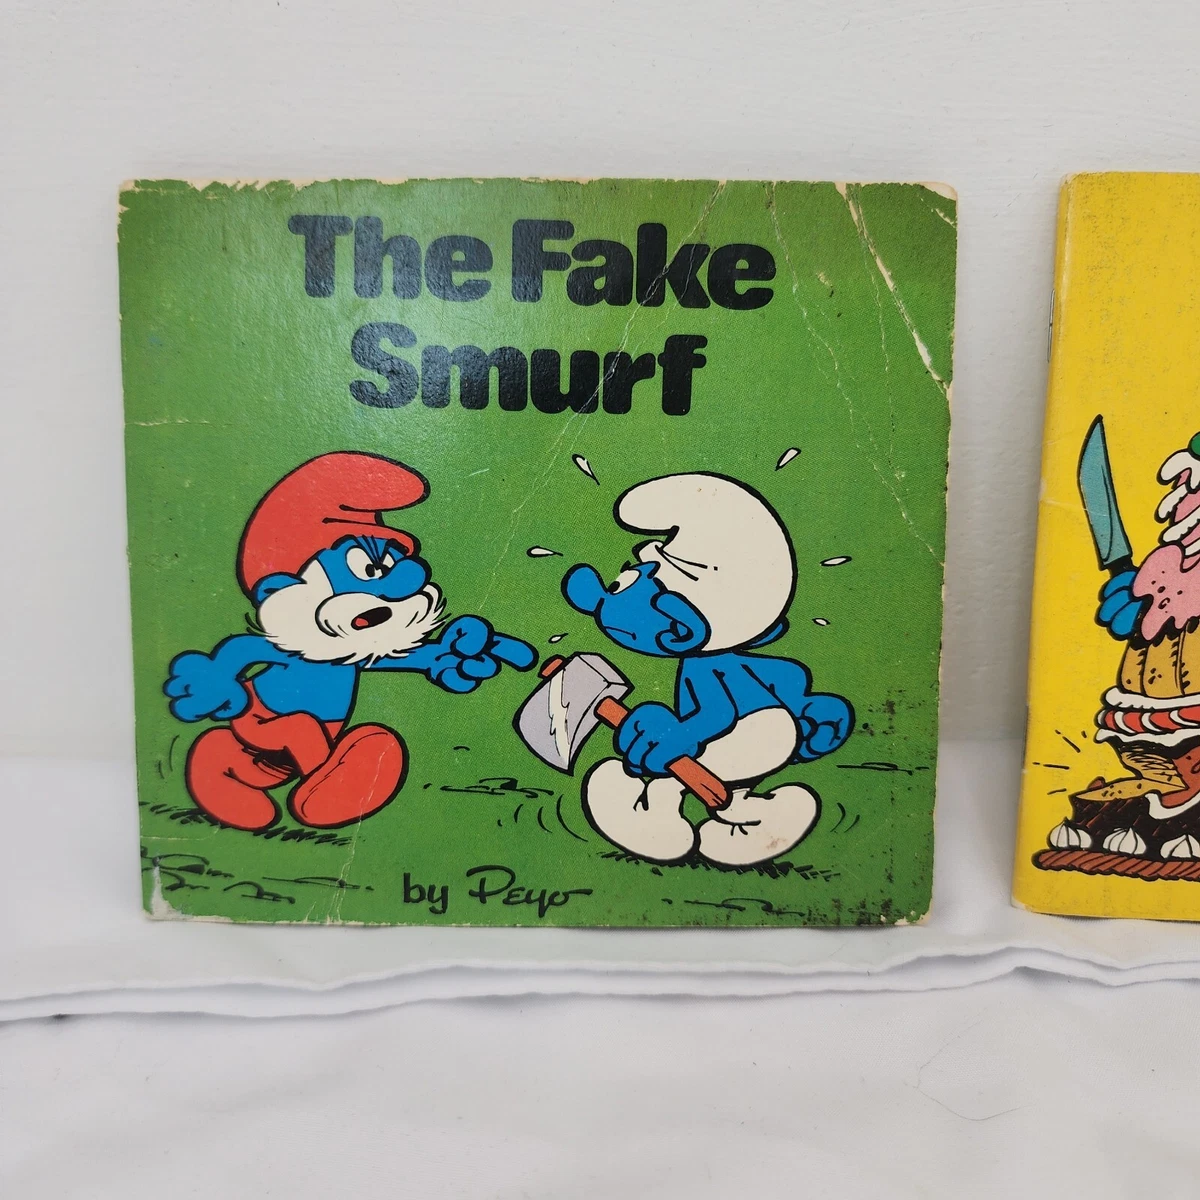 The Fake
Smurf
by Peyo